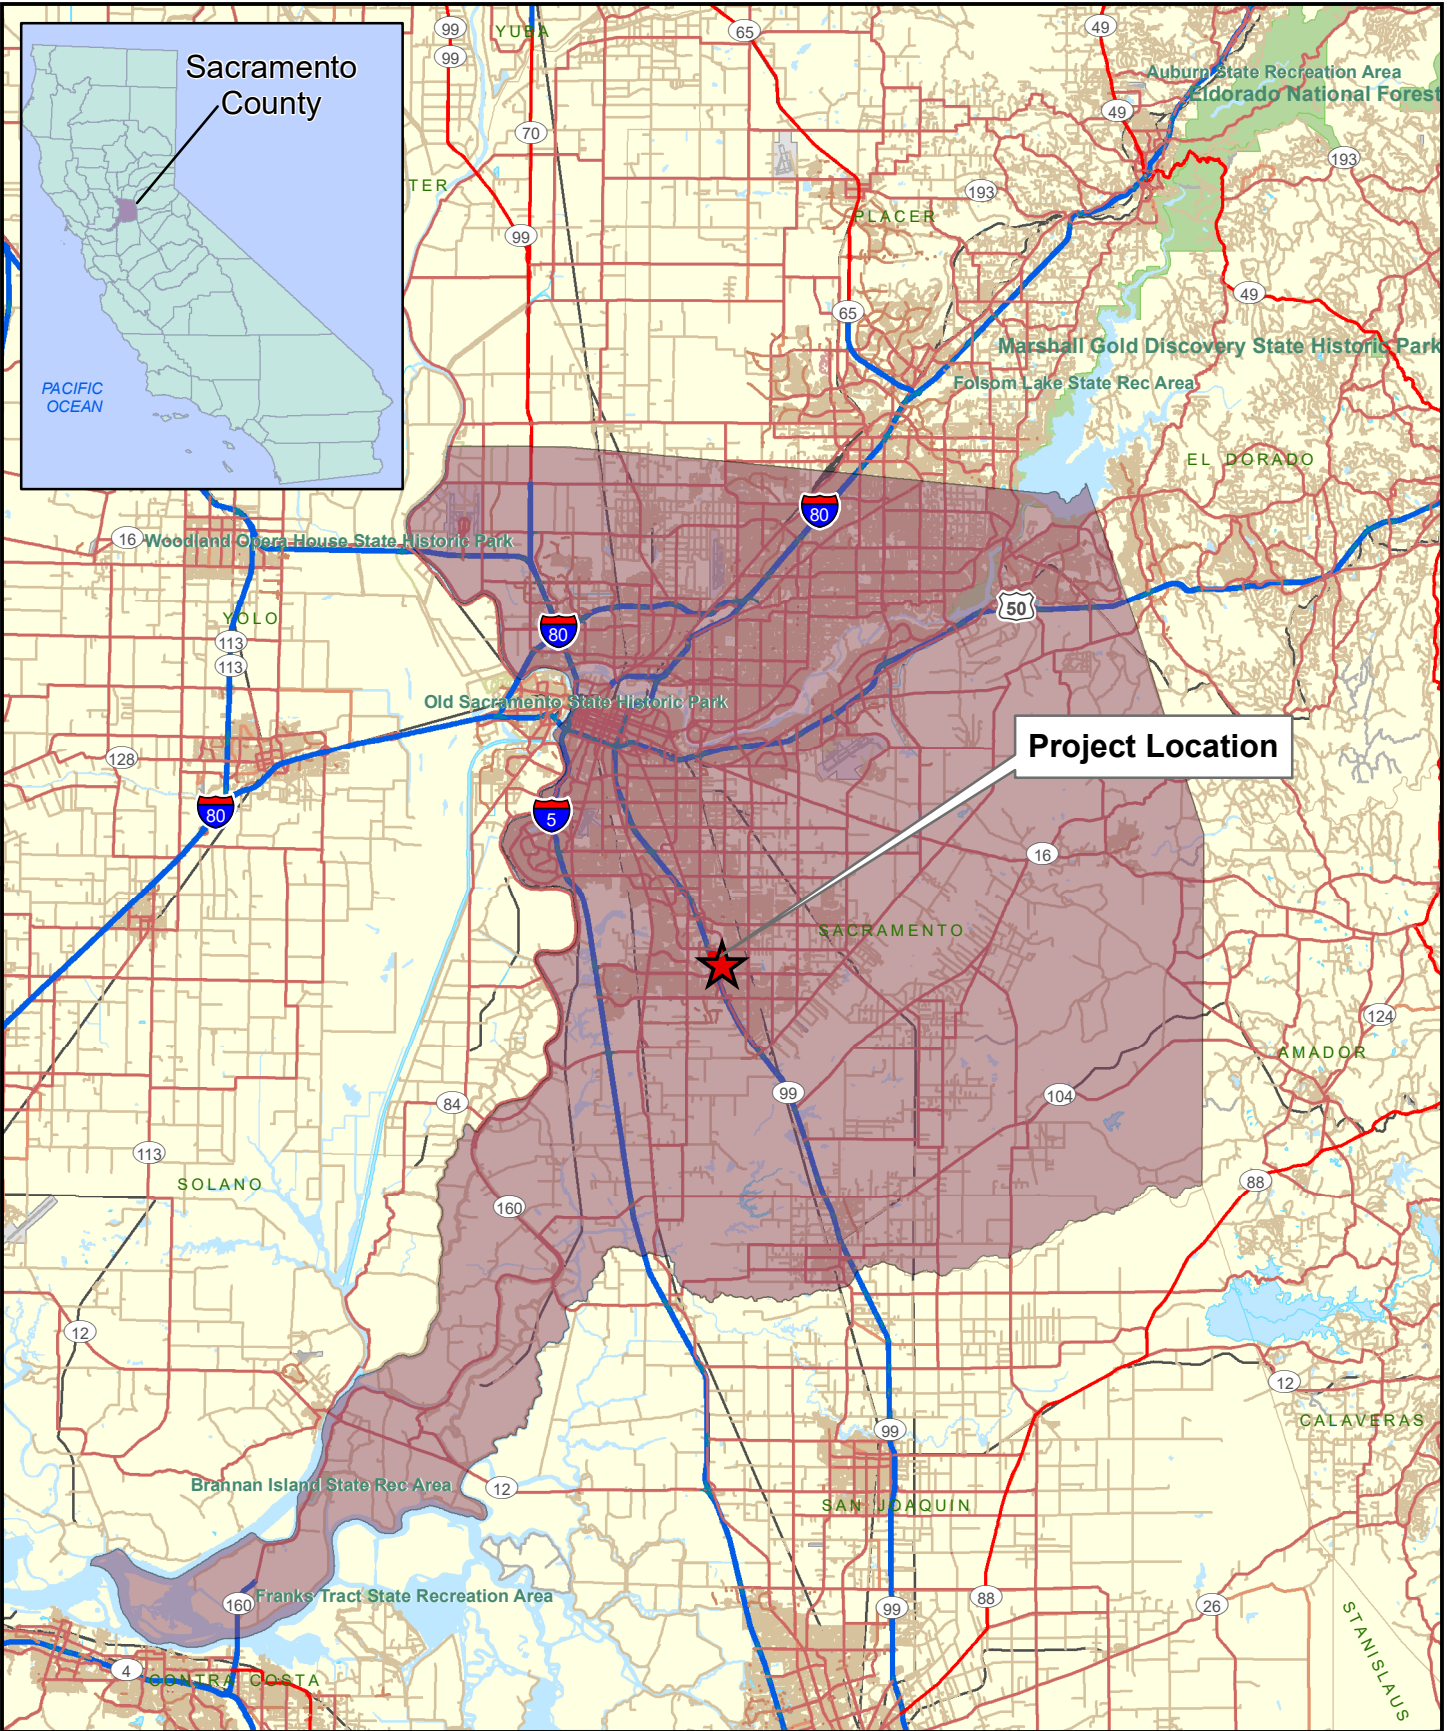 Sacramento
County
PACIFIC
OCEAN
99
YUBA
65
49
99
Auburn State Recreation Area
Eldorado National Forest
49
70
193
TER
193
PLACER
99
49
65
Marshall Gold Discovery State Historic Park
Folsom Lake State Rec Area
EL DORADO
80
16
Woodland Opera House State Historic Park
50
YOLO
80
113
113
Old Sacramento State Historic Park
Project Location
128
80
5
16
SACRAMENTO
124
AMADOR
99
104
84
113
SOLANO
88
160
12
12
CALAVERAS
99
Brannan Island State Rec Area
12
SAN JOAQUIN
Franks Tract State Recreation Area
160
99
88
26
STANISLAUS
4
CONTRA COSTA